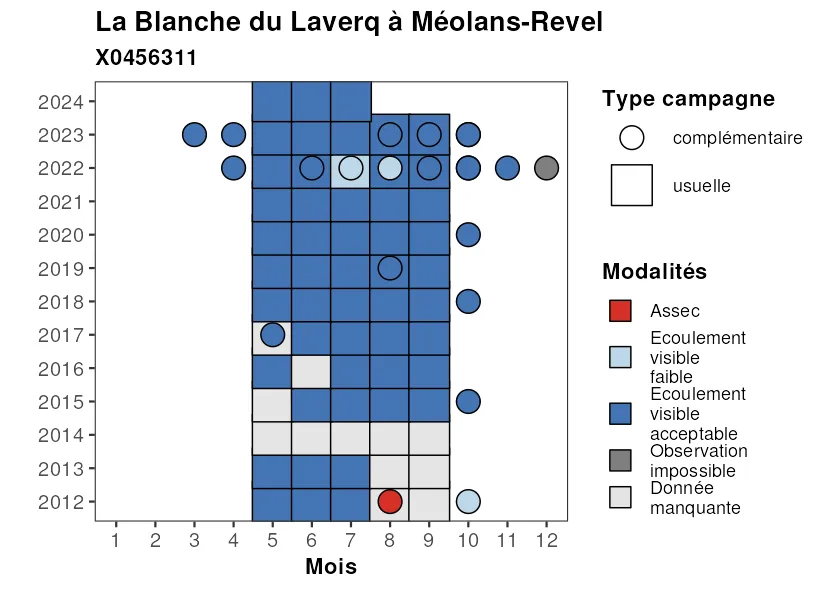 La Blanche du Laverq à Méolans-Revel
X0456311
2024
2023
2022
2021
2020
2019
2018
2017
2016
2015
2014
2013
2012
1 2 3 4 5 6 7 8 9 10 11 12
Mois
Type campagne
complémentaire
usuelle
Modalités
Assec
Ecoulement
visible
faible
Ecoulement
visible
acceptable
Observation
impossible
Donnée
manquante